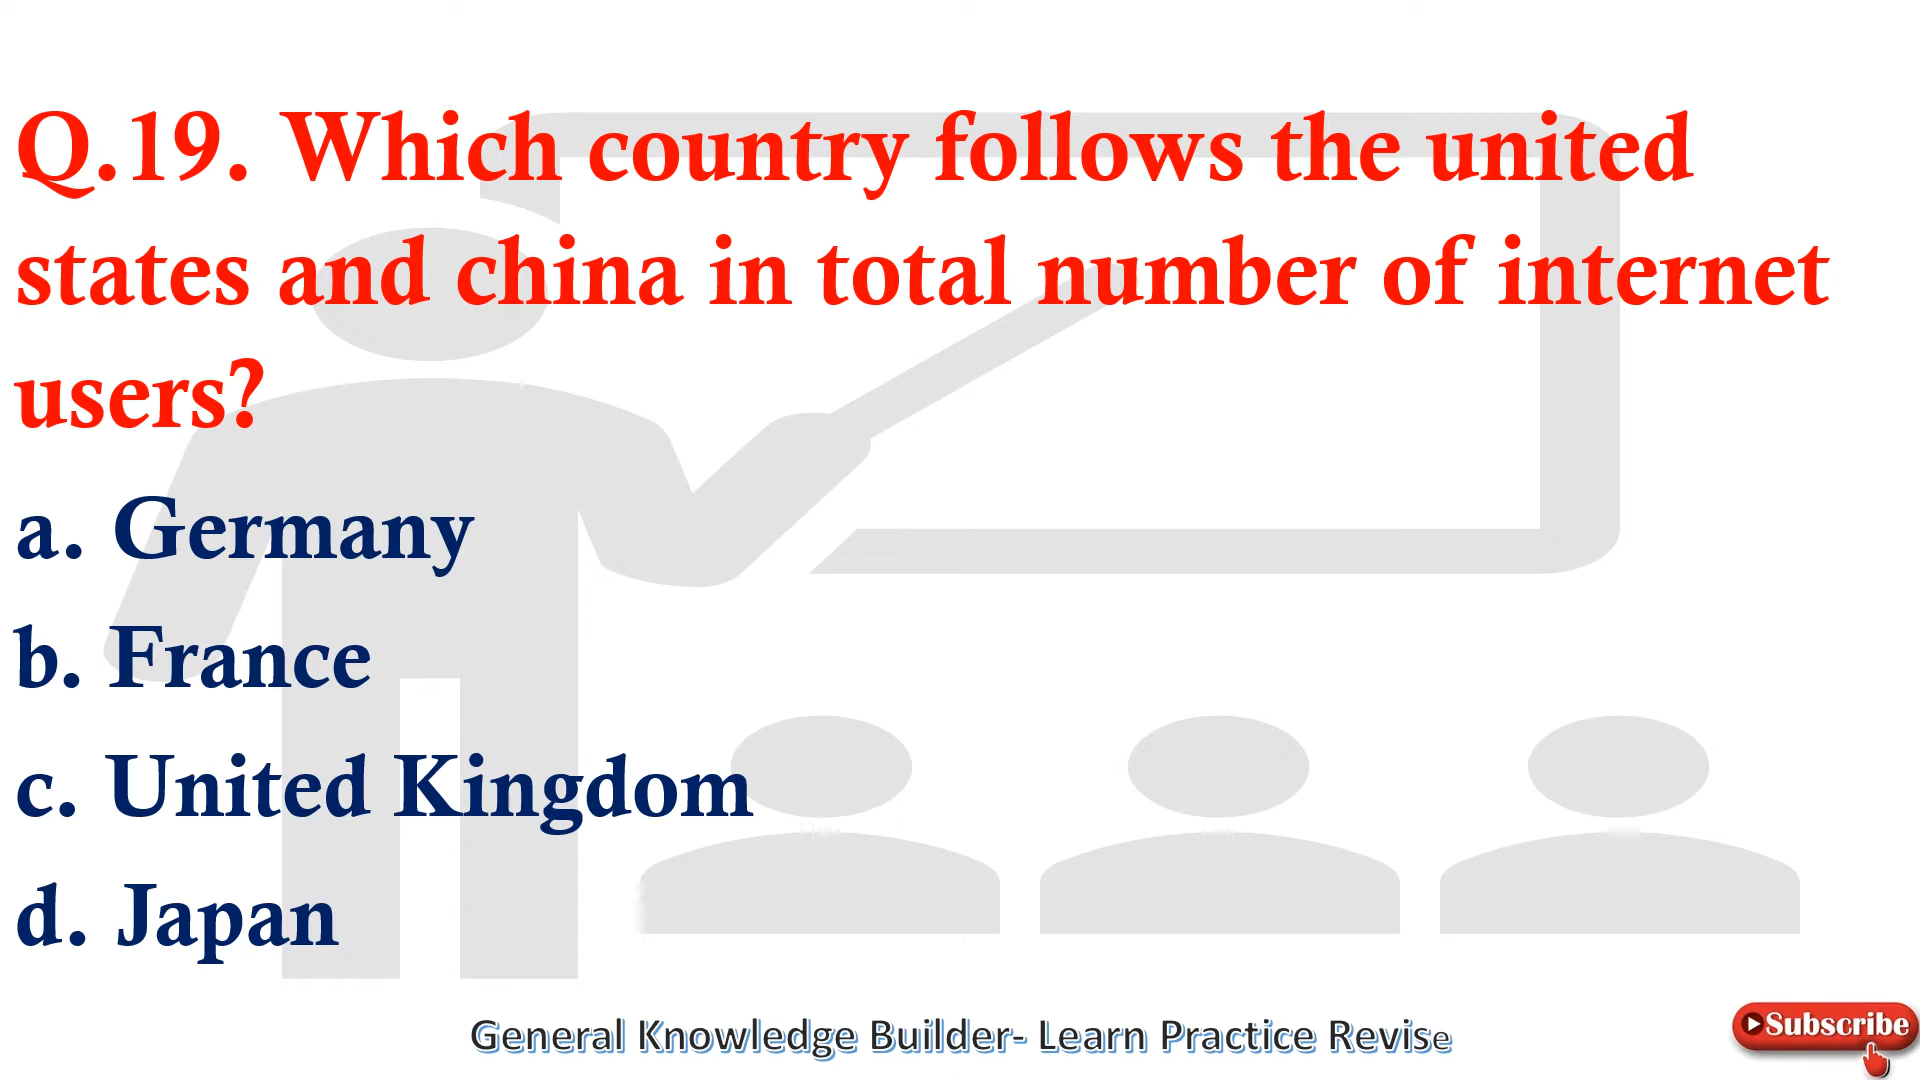 Q.19. Which country follows the united
states and china in total number of internet
users?
a. Germany
b. France
c. United Kingdom
d. Japan
General Knowledge Builder- Learn Practice Revise
Subscribe